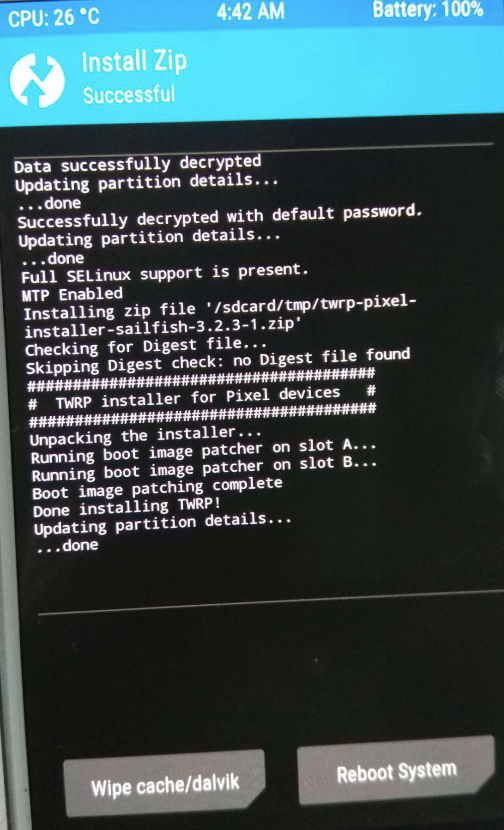 CPU: 26 °C 4:42 AM Battery: 100%
Install Zip
Successful
Data successfully decrypted
Updating partition details...
...done
Successfully decrypted with default password.
Updating partition details...
...done
Full SELinux support is present.
MTP Enabled
Installing zip file '/sdcard/tmp/twrp-pixel-
installer-sailfish-3.2.3-1.zip'
Checking for Digest file...
Skipping Digest check: no Digest file found
######################################
#  TWRP installer for Pixel devices   #
######################################
Unpacking the installer...
Running boot image patcher on slot A...
Running boot image patcher on slot B...
Boot image patching complete
Done installing TWRP!
Updating partition details...
...done
Wipe cache/dalvik Reboot System